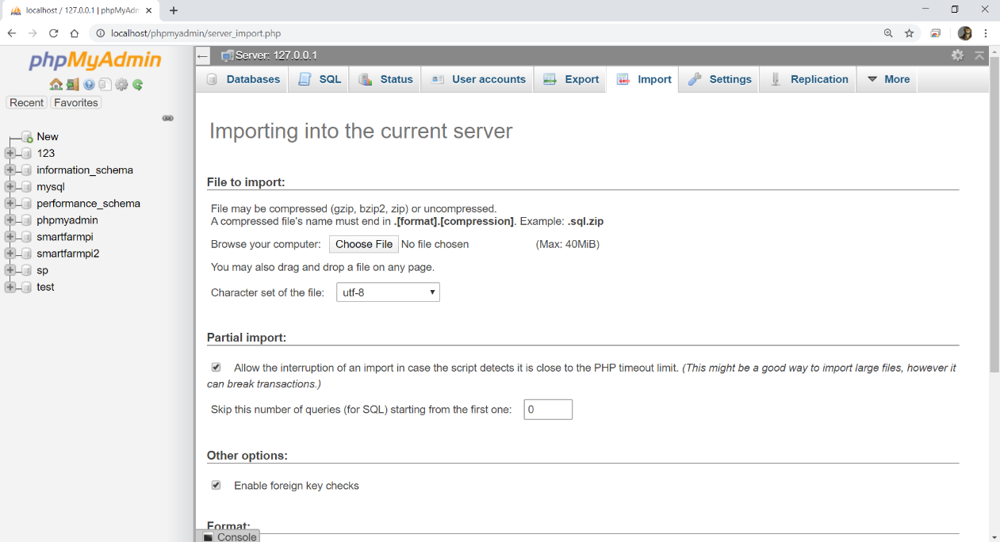 localhost / 127.0.0.1 | phpMyAdn
localhost/phpmyadmin/server_import.php
phpMyAdmin
Recent Favorites
New
123
information_schema
mysql
performance_schema
phpmyadmin
smartfarmpi
smartfarmpi2
sp
test
Server: 127.0.0.1
Databases SQL Status User accounts Export Import Settings Replication More
Importing into the current server
File to import:
File may be compressed (gzip, bzip2, zip) or uncompressed.
A compressed file's name must end in .[format].[compression]. Example: .sql.zip
Browse your computer: Choose File No file chosen (Max: 40MiB)
You may also drag and drop a file on any page.
Character set of the file: utf-8
Partial import:
Allow the interruption of an import in case the script detects it is close to the PHP timeout limit. (This might be a good way to import large files, however it
can break transactions.)
Skip this number of queries (for SQL) starting from the first one: 0
Other options:
Enable foreign key checks
Format:
Console